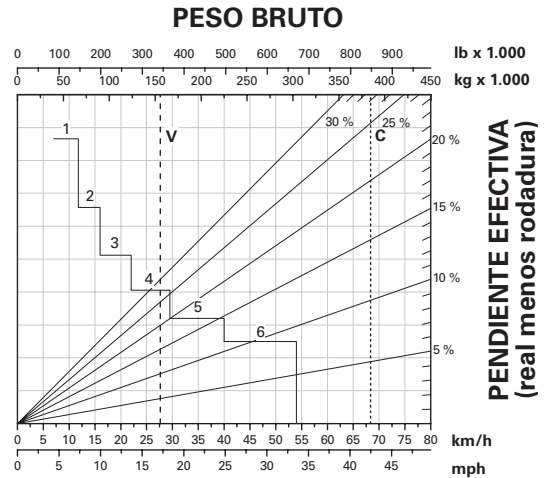 PESO BRUTO
0 100 200 300 400 500 600 700 800 900 lb x 1.000
0 50 100 150 200 250 300 350 400 450 kg x 1.000
1
V
30 %
25 %
C
20 %
2
15 %
3
4
10 %
5
6
5 %
PENDIENTE EFECTIVA
(real menos rodadura)
0 5 10 15 20 25 30 35 40 45 50 55 60 65 70 75 80 km/h
0 5 10 15 20 25 30 35 40 45 mph